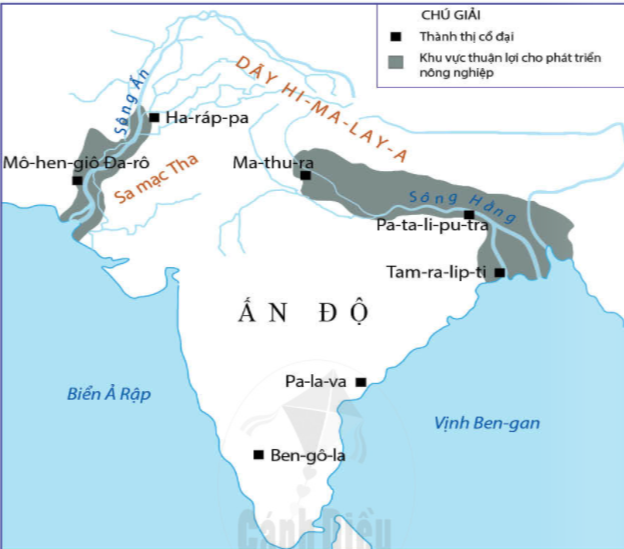 CHÚ GIẢI
Thành thị cổ đại
Khu vực thuận lợi cho phát triển
nông nghiệp
DÃY HI-MA-LAY-A
Sông Ấn
Ha-ráp-pa
Mô-hen-giô Đa-rô
Sa mạc Tha
Ma-thu-ra
Sông Hằng
Pa-ta-li-pu-tra
Tam-ra-lip-ti
ẤN ĐỘ
Pa-la-va
Biển Ả Rập
Vịnh Ben-gan
Ben-gô-la
Cánh Diều